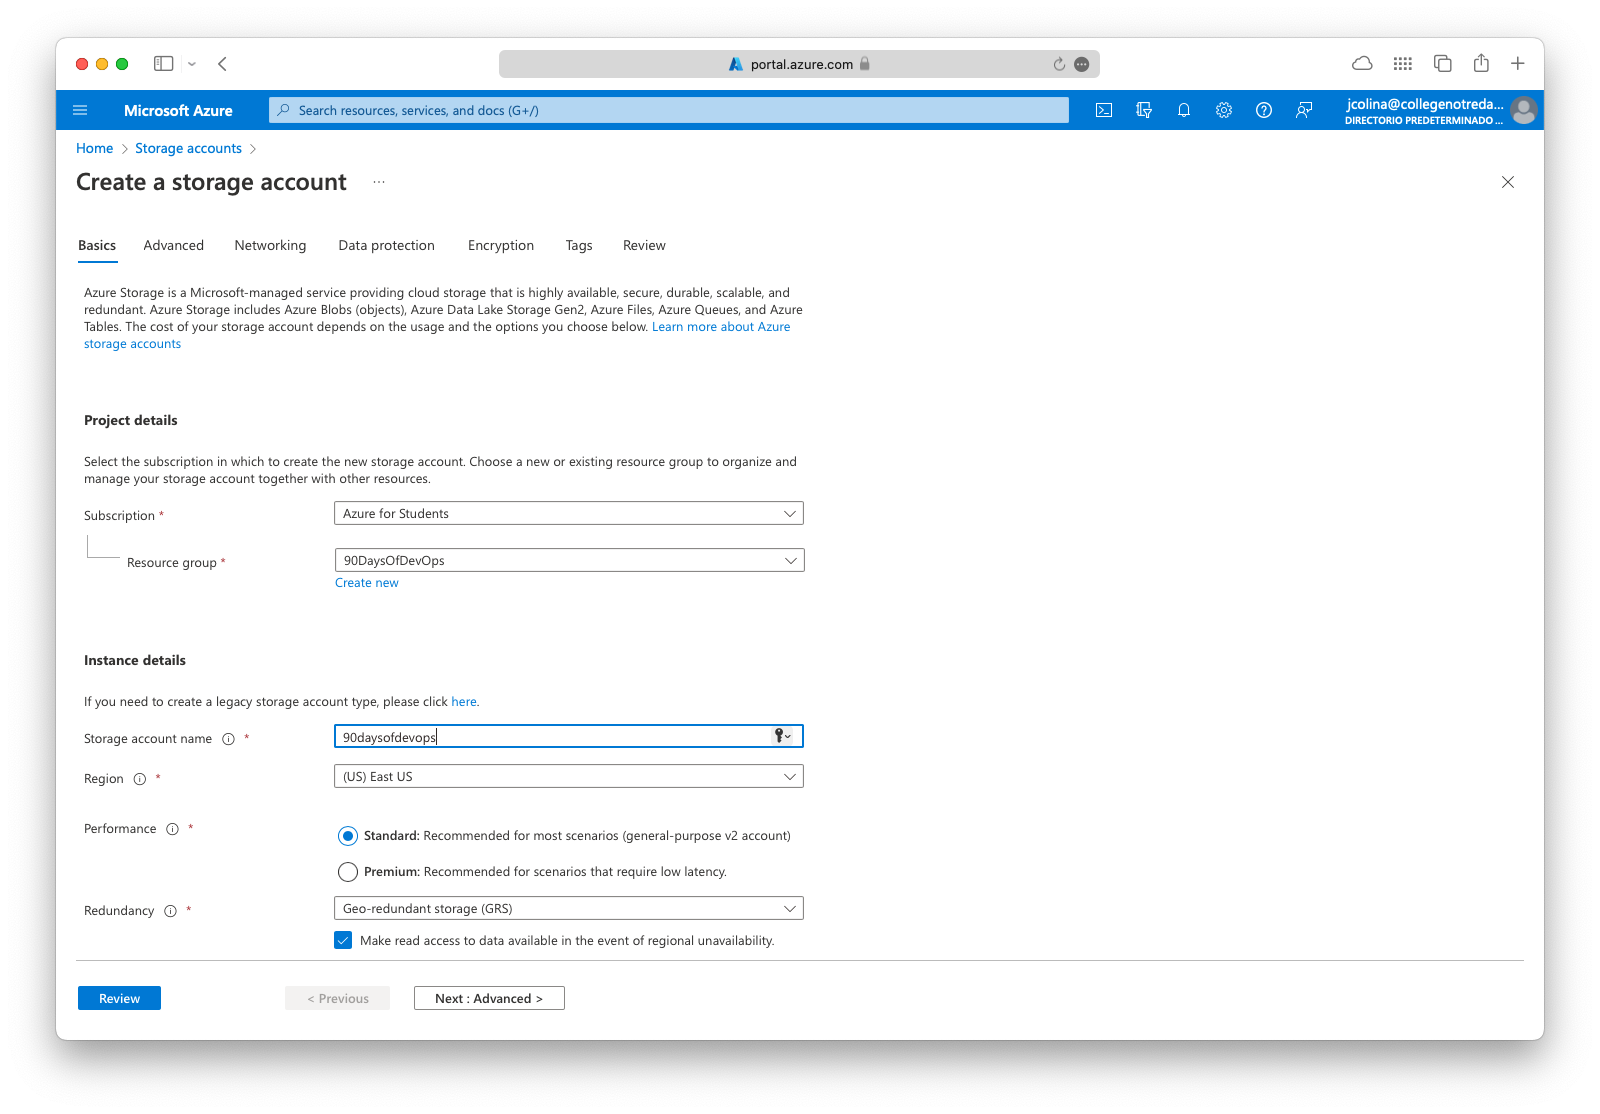 portal.azure.com
Microsoft Azure
Search resources, services, and docs (G+/)
jcolina@collegenotreda...
DIRECTORIO PREDETERMINADO ...
Home > Storage accounts >
Create a storage account ...
Basics Advanced Networking Data protection Encryption Tags Review
Azure Storage is a Microsoft-managed service providing cloud storage that is highly available, secure, durable, scalable, and
redundant. Azure Storage includes Azure Blobs (objects), Azure Data Lake Storage Gen2, Azure Files, Azure Queues, and Azure
Tables. The cost of your storage account depends on the usage and the options you choose below. Learn more about Azure
storage accounts
Project details
Select the subscription in which to create the new storage account. Choose a new or existing resource group to organize and
manage your storage account together with other resources.
Subscription * Azure for Students
Resource group * 90DaysOfDevOps
Create new
Instance details
If you need to create a legacy storage account type, please click here.
Storage account name * 90daysofdevops
Region * (US) East US
Performance * Standard: Recommended for most scenarios (general-purpose v2 account)
Premium: Recommended for scenarios that require low latency.
Redundancy * Geo-redundant storage (GRS)
Make read access to data available in the event of regional unavailability.
Review < Previous Next : Advanced >